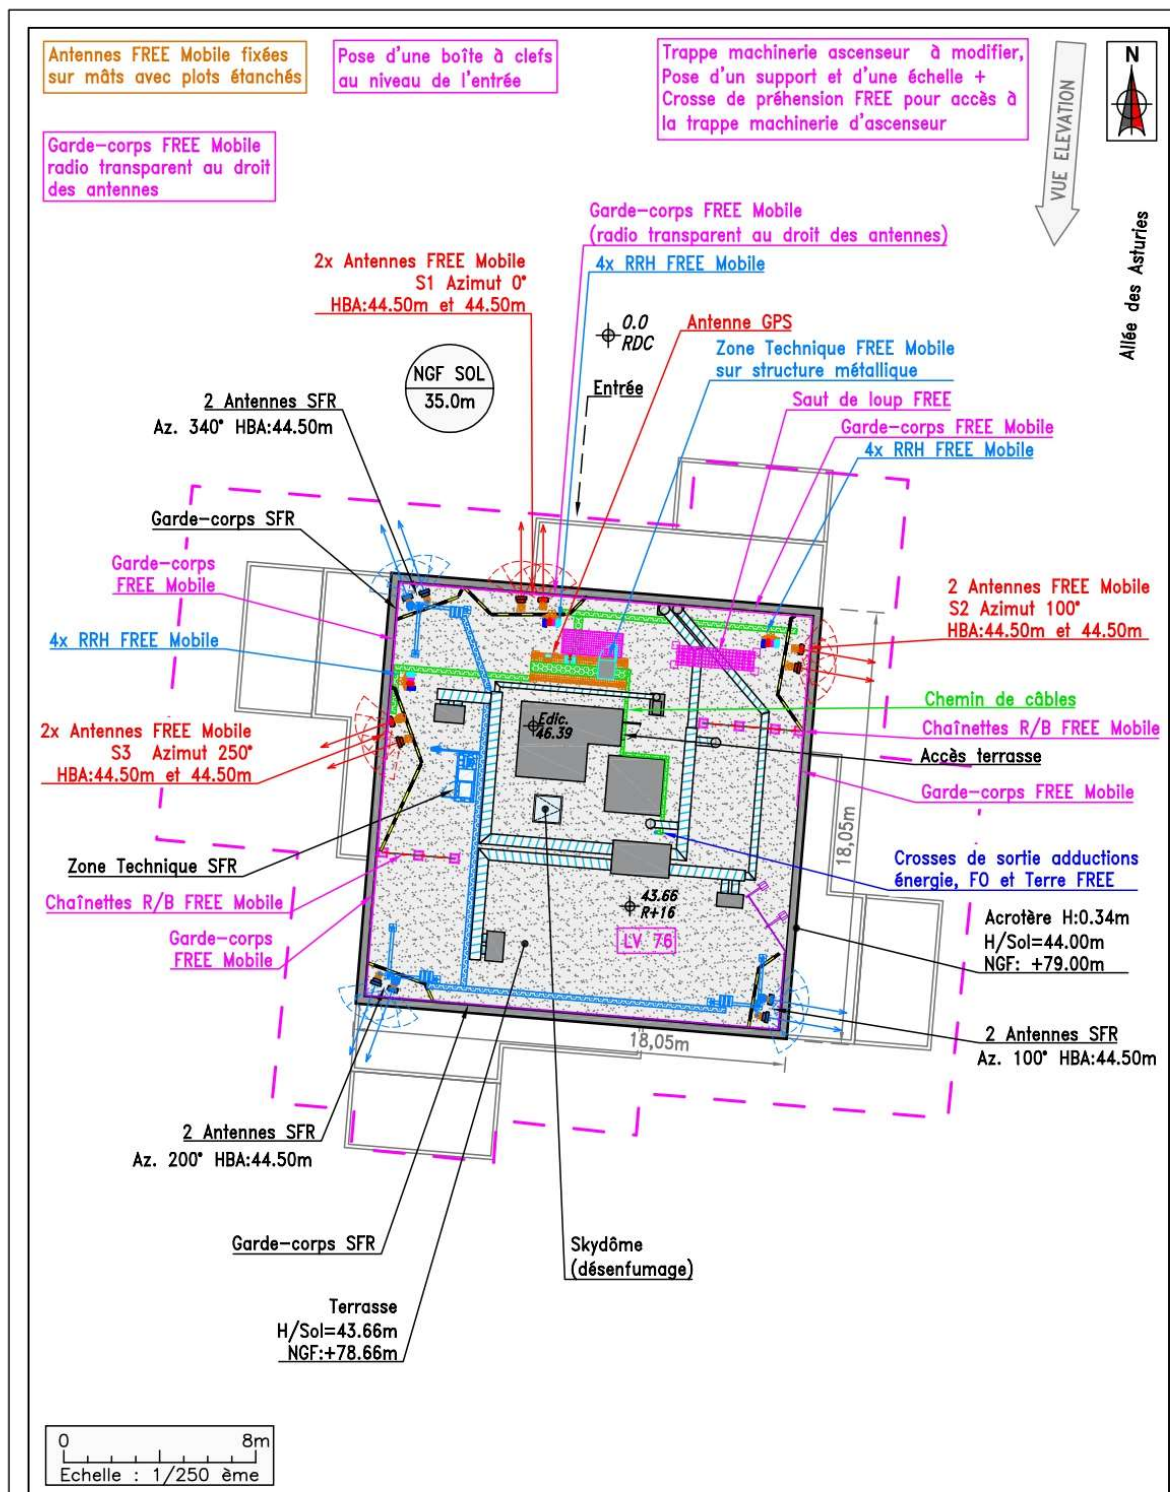 Antennes FREE Mobile fixées
sur mâts avec plots étanchés
Pose d'une boîte à clefs
au niveau de l'entrée
Trappe machinerie ascenseur à modifier,
Pose d'un support et d'une échelle +
Crosse de préhension FREE pour accès à
la trappe machinerie d'ascenseur
VUE ELEVATION
N
Garde-corps FREE Mobile
radio transparent au droit
des antennes
Allée des Asturies
Garde-corps FREE Mobile
(radio transparent au droit des antennes)
2x Antennes FREE Mobile
S1 Azimut 0°
HBA:44.50m et 44.50m
4x RRH FREE Mobile
0.0
RDC
Antenne GPS
NGF SOL
35.0m
Zone Technique FREE Mobile
sur structure métallique
Entrée
2 Antennes SFR
Az. 340° HBA:44.50m
Saut de loup FREE
Garde-corps FREE Mobile
4x RRH FREE Mobile
Garde-corps SFR
Garde-corps
FREE Mobile
2 Antennes FREE Mobile
S2 Azimut 100°
HBA:44.50m et 44.50m
4x RRH FREE Mobile
Chemin de câbles
Edic.
46.39
2x Antennes FREE Mobile
S3 Azimut 250°
HBA:44.50m et 44.50m
Chaînettes R/B FREE Mobile
Accès terrasse
Garde-corps FREE Mobile
18,05m
Zone Technique SFR
Crosses de sortie adductions
énergie, FO et Terre FREE
Chaînettes R/B FREE Mobile
43.66
R+16
LV 76
Acrotère H:0.34m
H/Sol=44.00m
NGF: +79.00m
Garde-corps
FREE Mobile
18,05m
2 Antennes SFR
Az. 100° HBA:44.50m
2 Antennes SFR
Az. 200° HBA:44.50m
Garde-corps SFR
Skydôme
(désenfumage)
Terrasse
H/Sol=43.66m
NGF:+78.66m
0 8m
Echelle : 1/250 ème